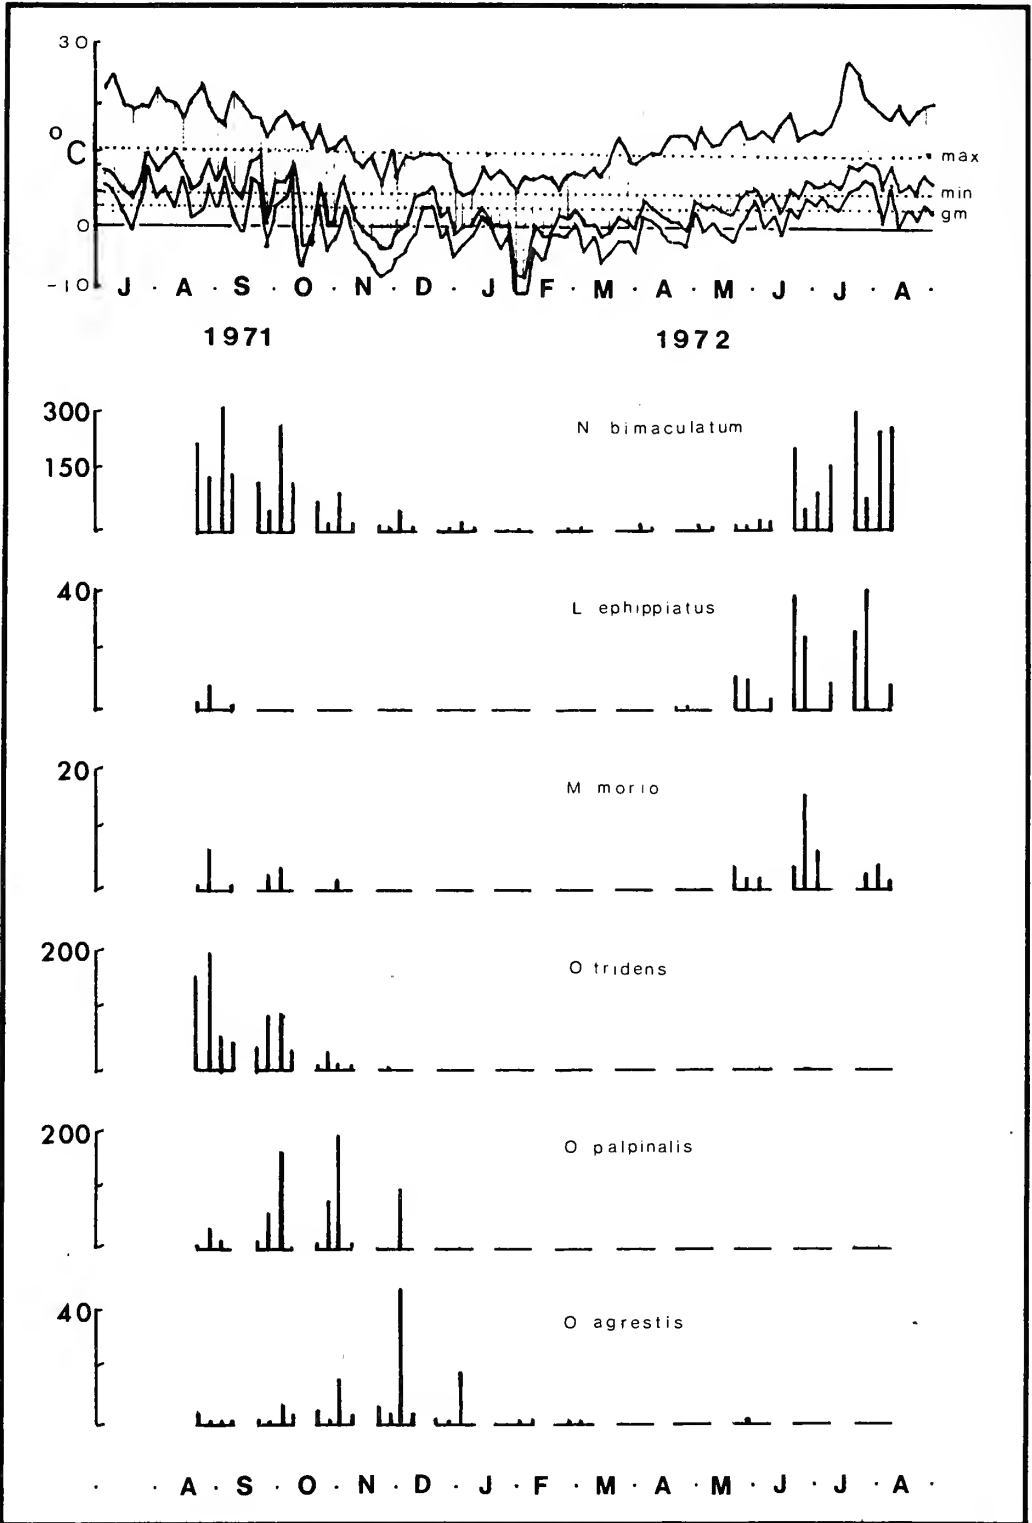 30
°C
max
min
gm
0
-10
J · A · S · O · N · D · J · F · M · A · M · J · J · A ·
1971 1972
300
150
N bimaculatum
40
L ephippiatus
20
M morio
200
O tridens
200
O palpinalis
40
O agrestis
· · A · S · O · N · D · J · F · M · A · M · J · J · A ·